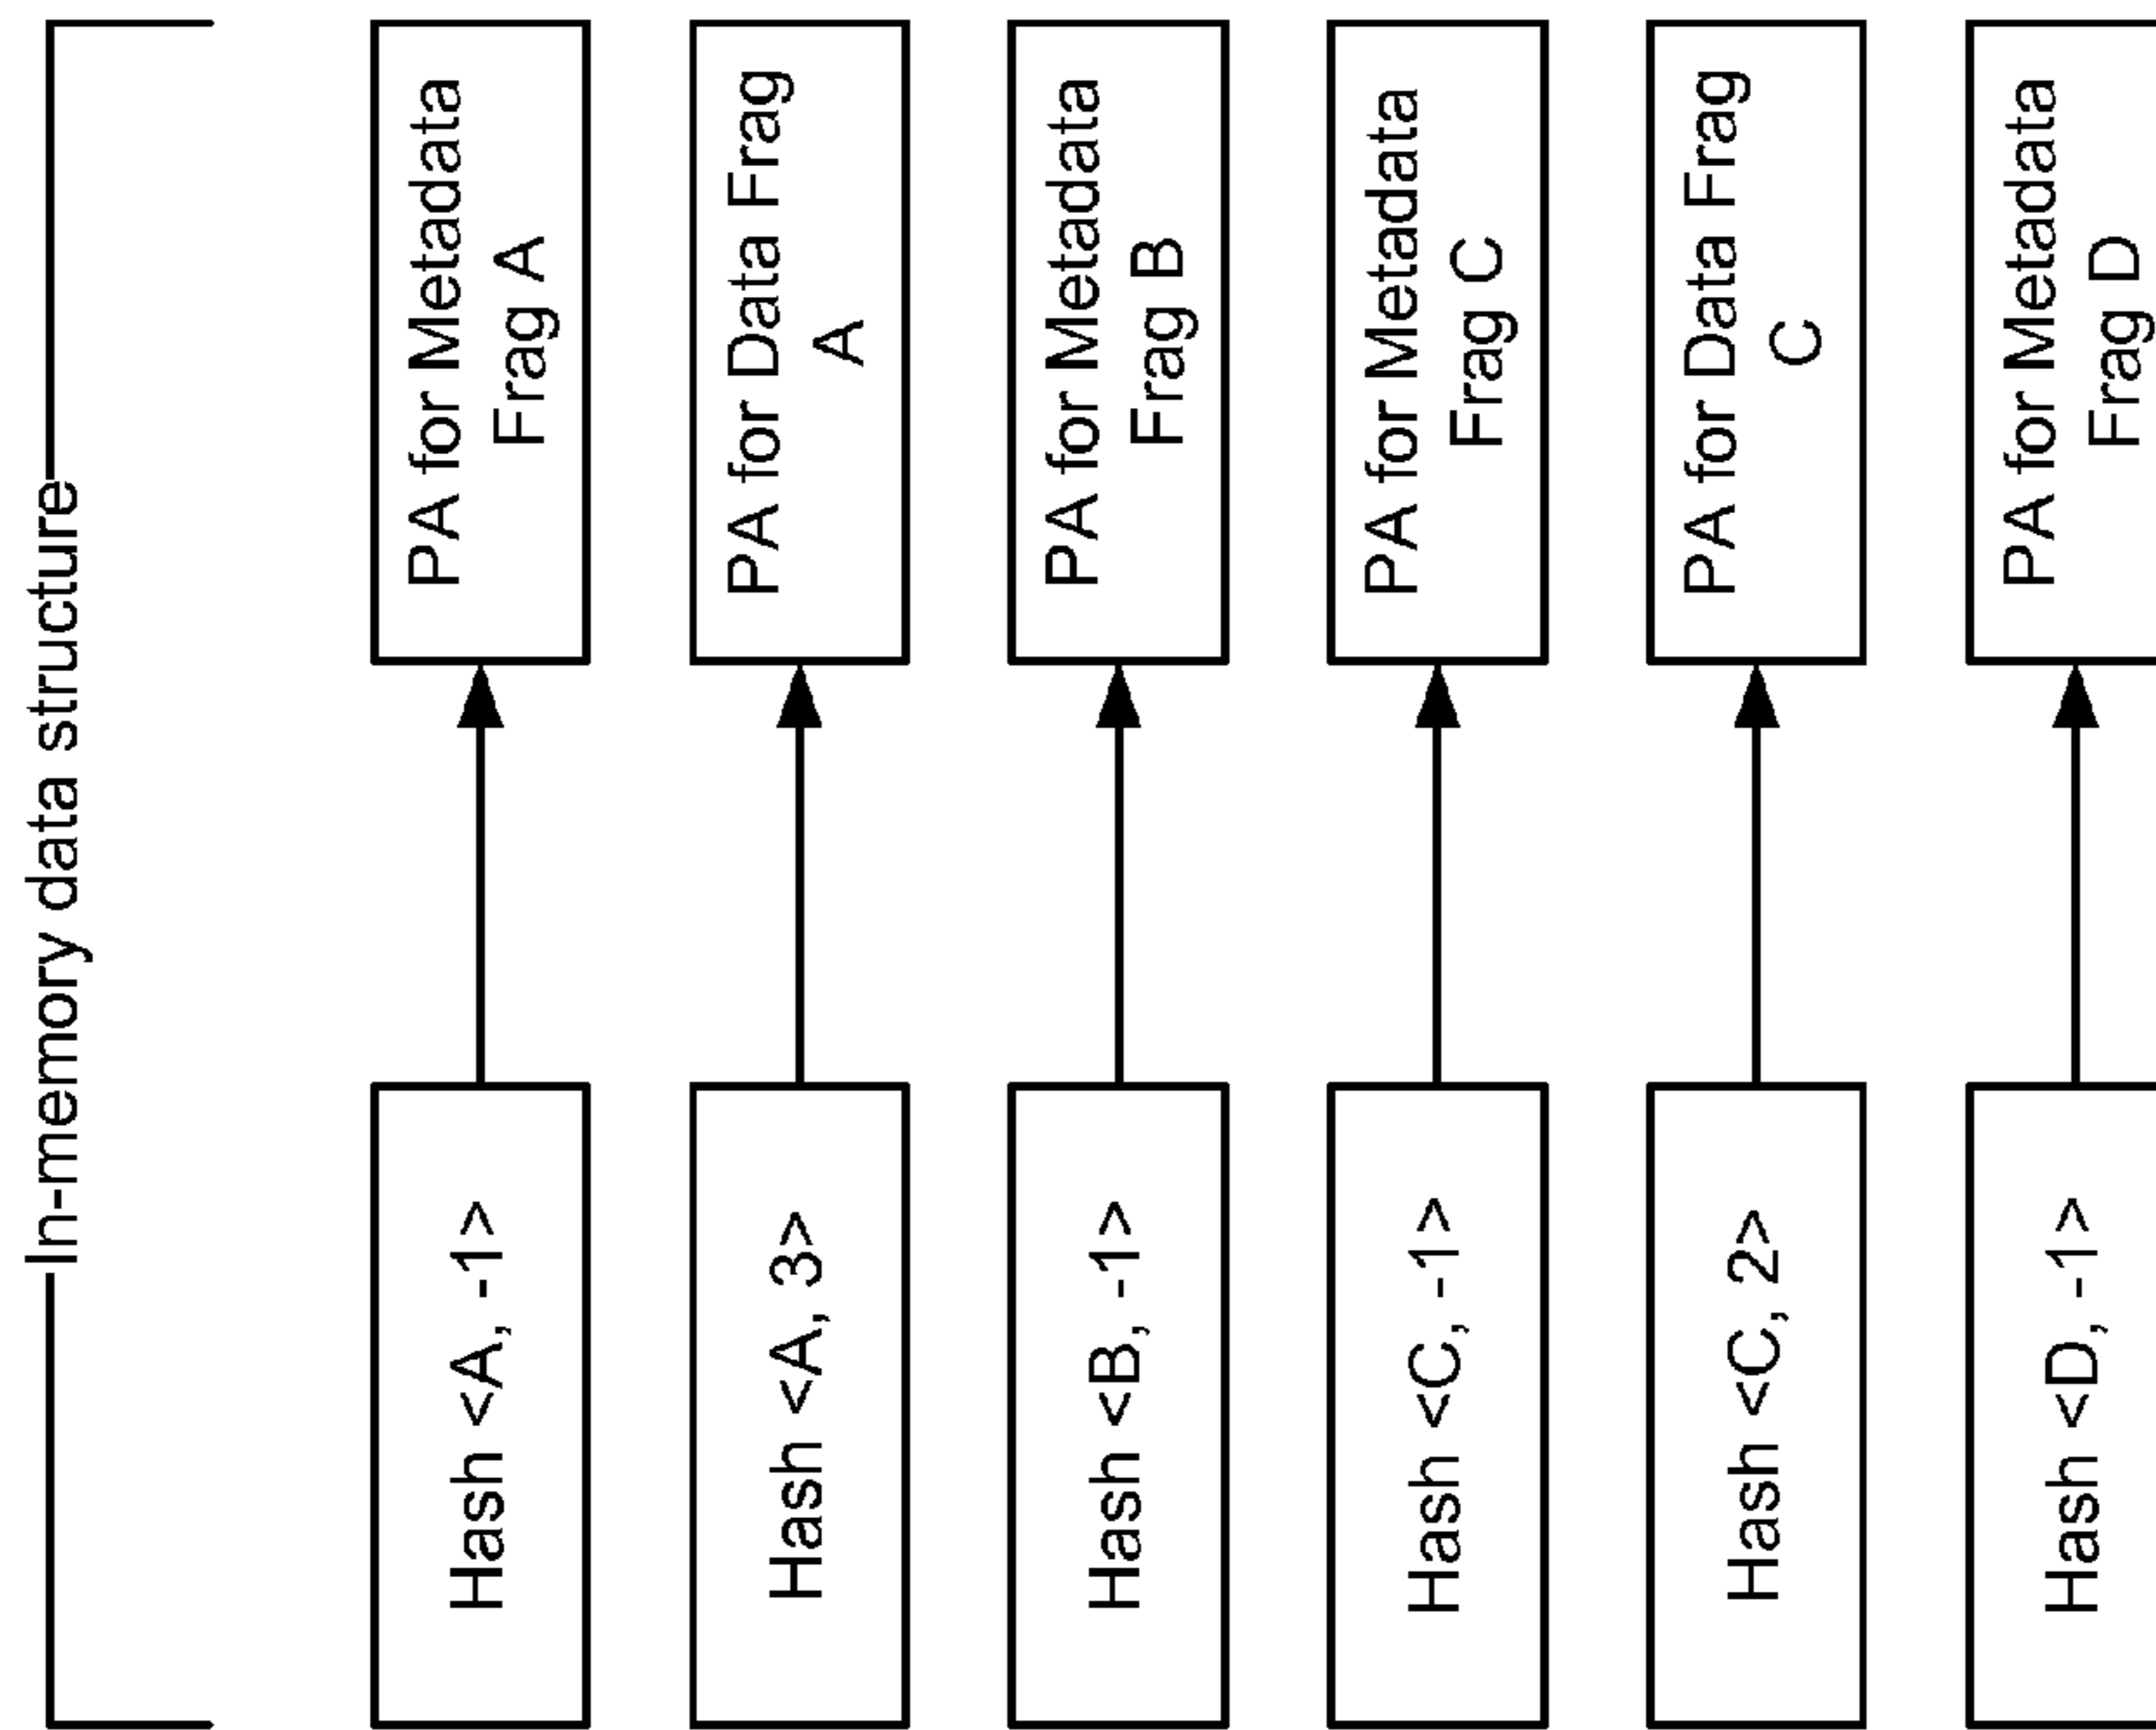 In-memory data structure
Hash <A, -1>
PA for Metadata
Frag A
Hash <A, 3>
PA for Data Frag
A
Hash <B, -1>
PA for Metadata
Frag B
Hash <C, -1>
PA for Medadata
Frag C
Hash <C, 2>
PA for Data Frag
C
Hash <D, -1>
PA for Metadata
Frag D